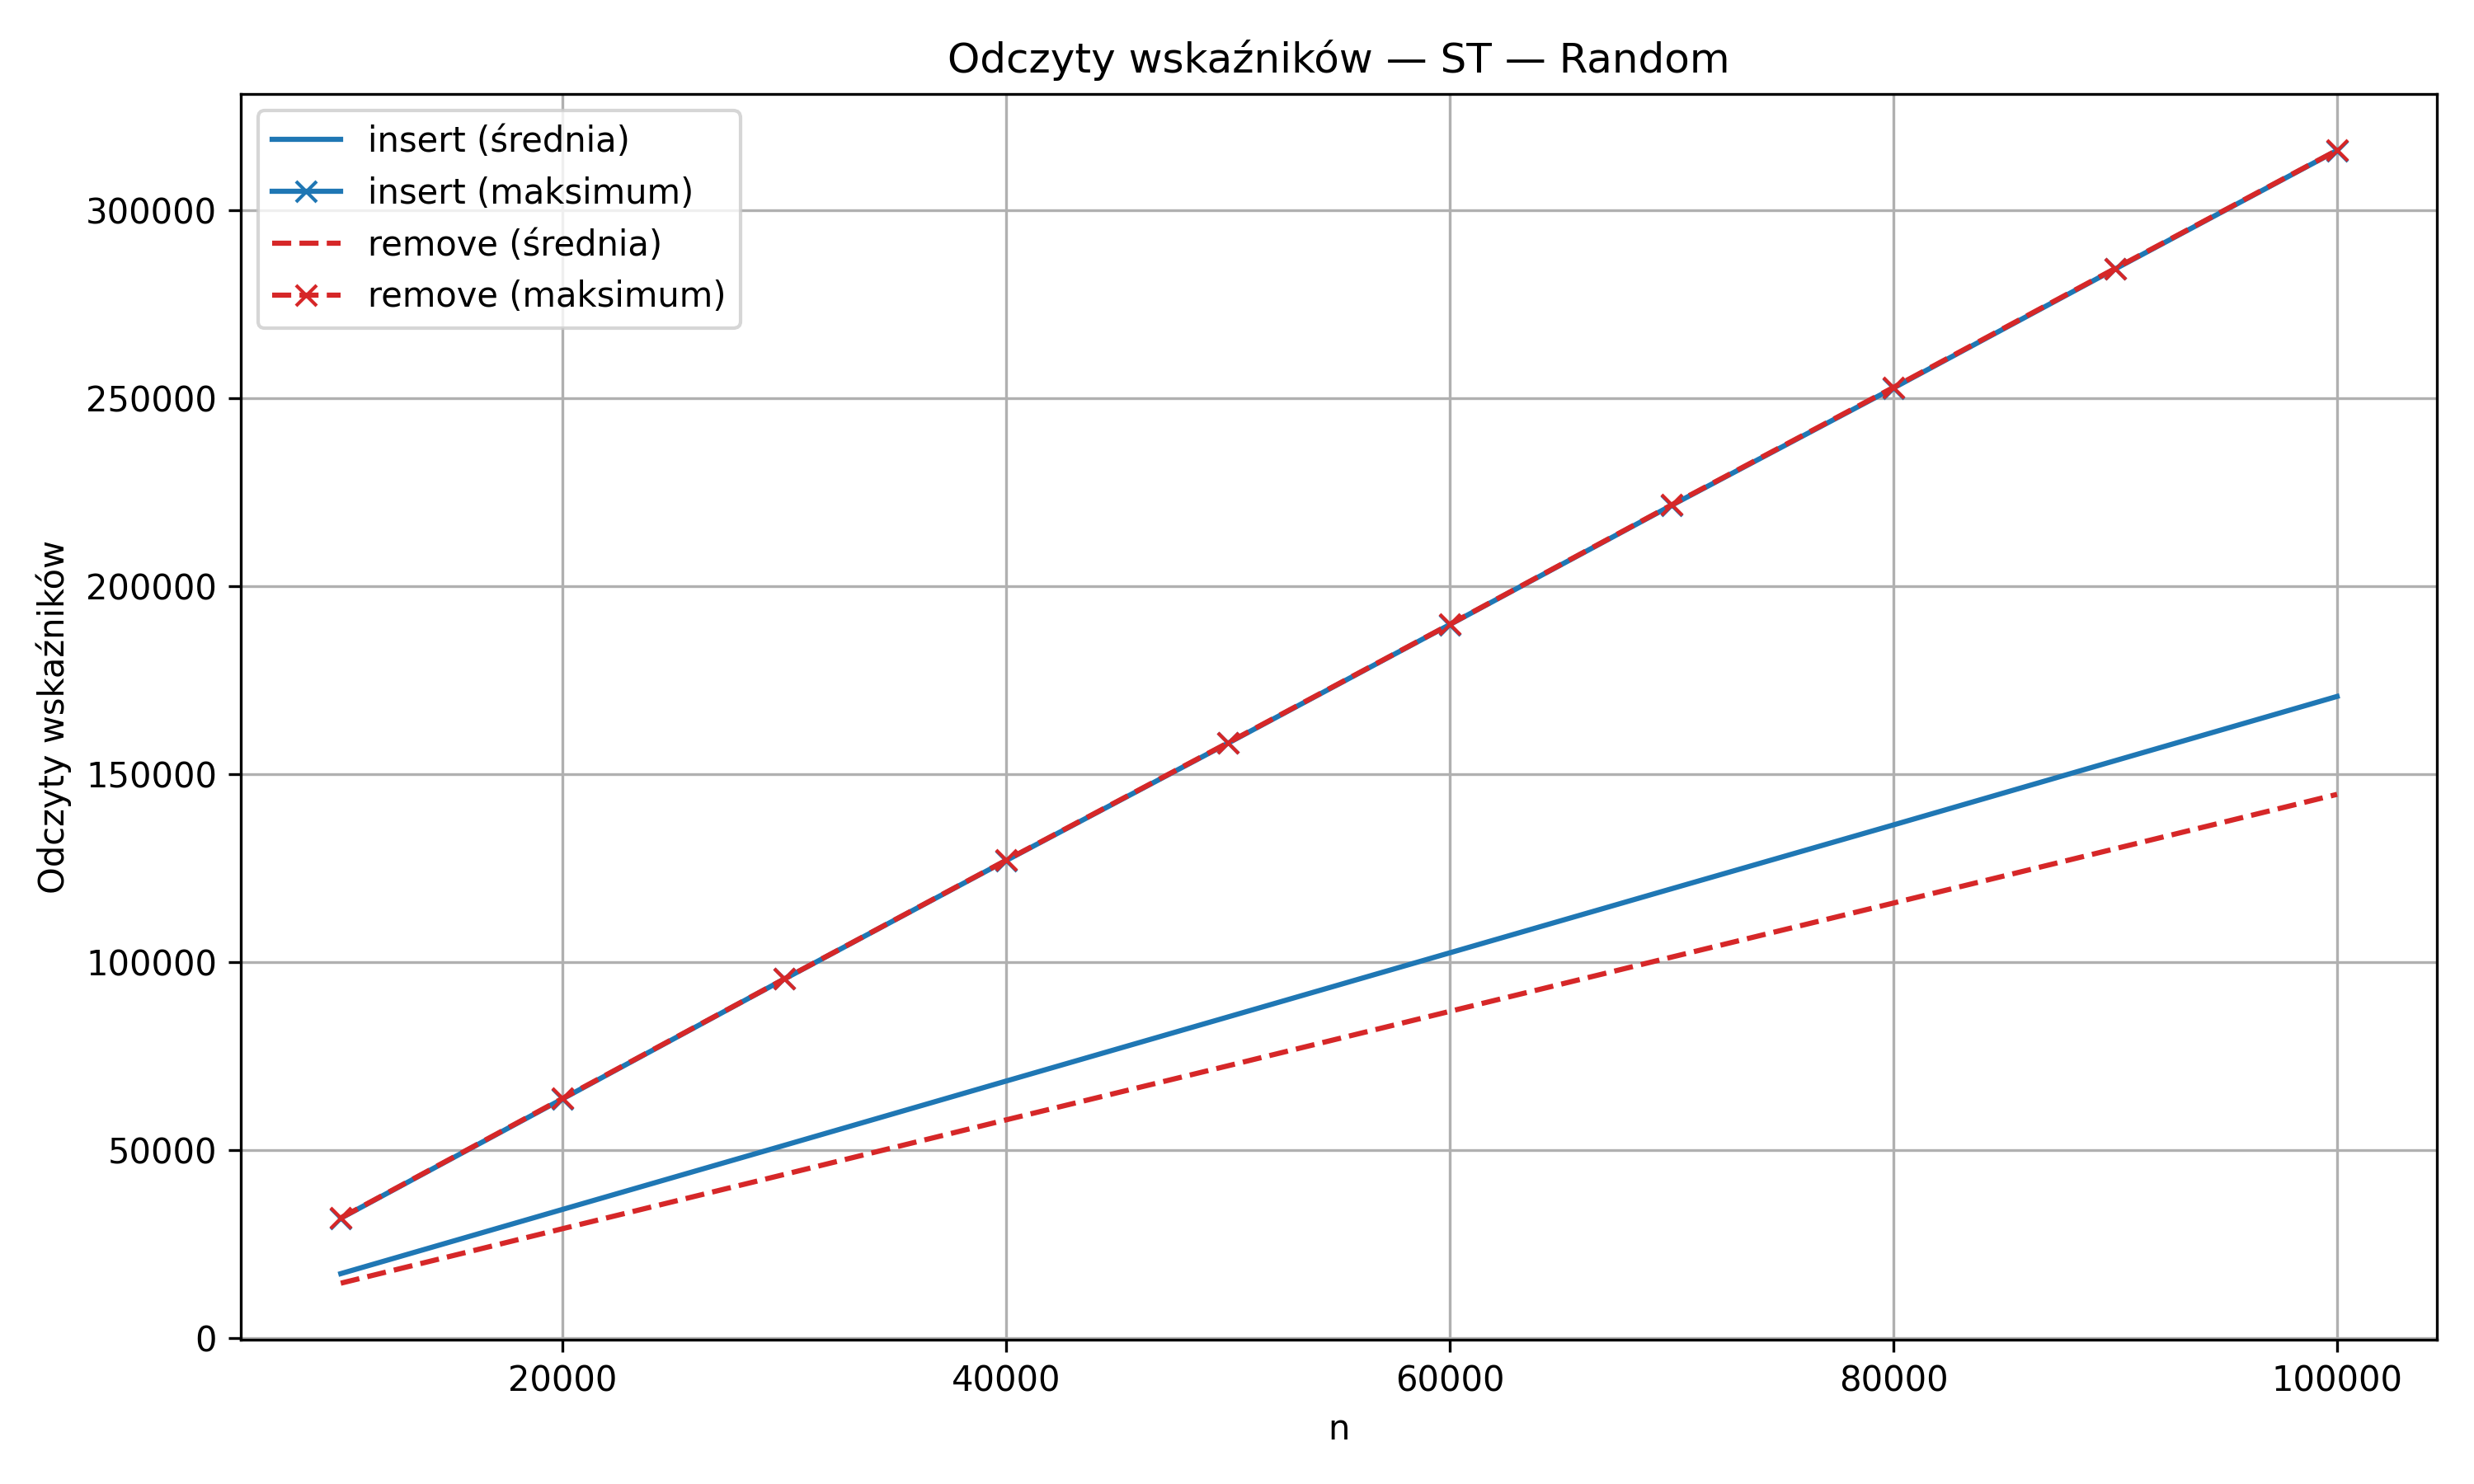 Odczyty wskaźników — ST — Random
insert (średnia)
insert (maksimum)
remove (średnia)
remove (maksimum)
Odczyty wskaźników
300000
250000
200000
150000
100000
50000
0
20000
40000
60000
80000
100000
n